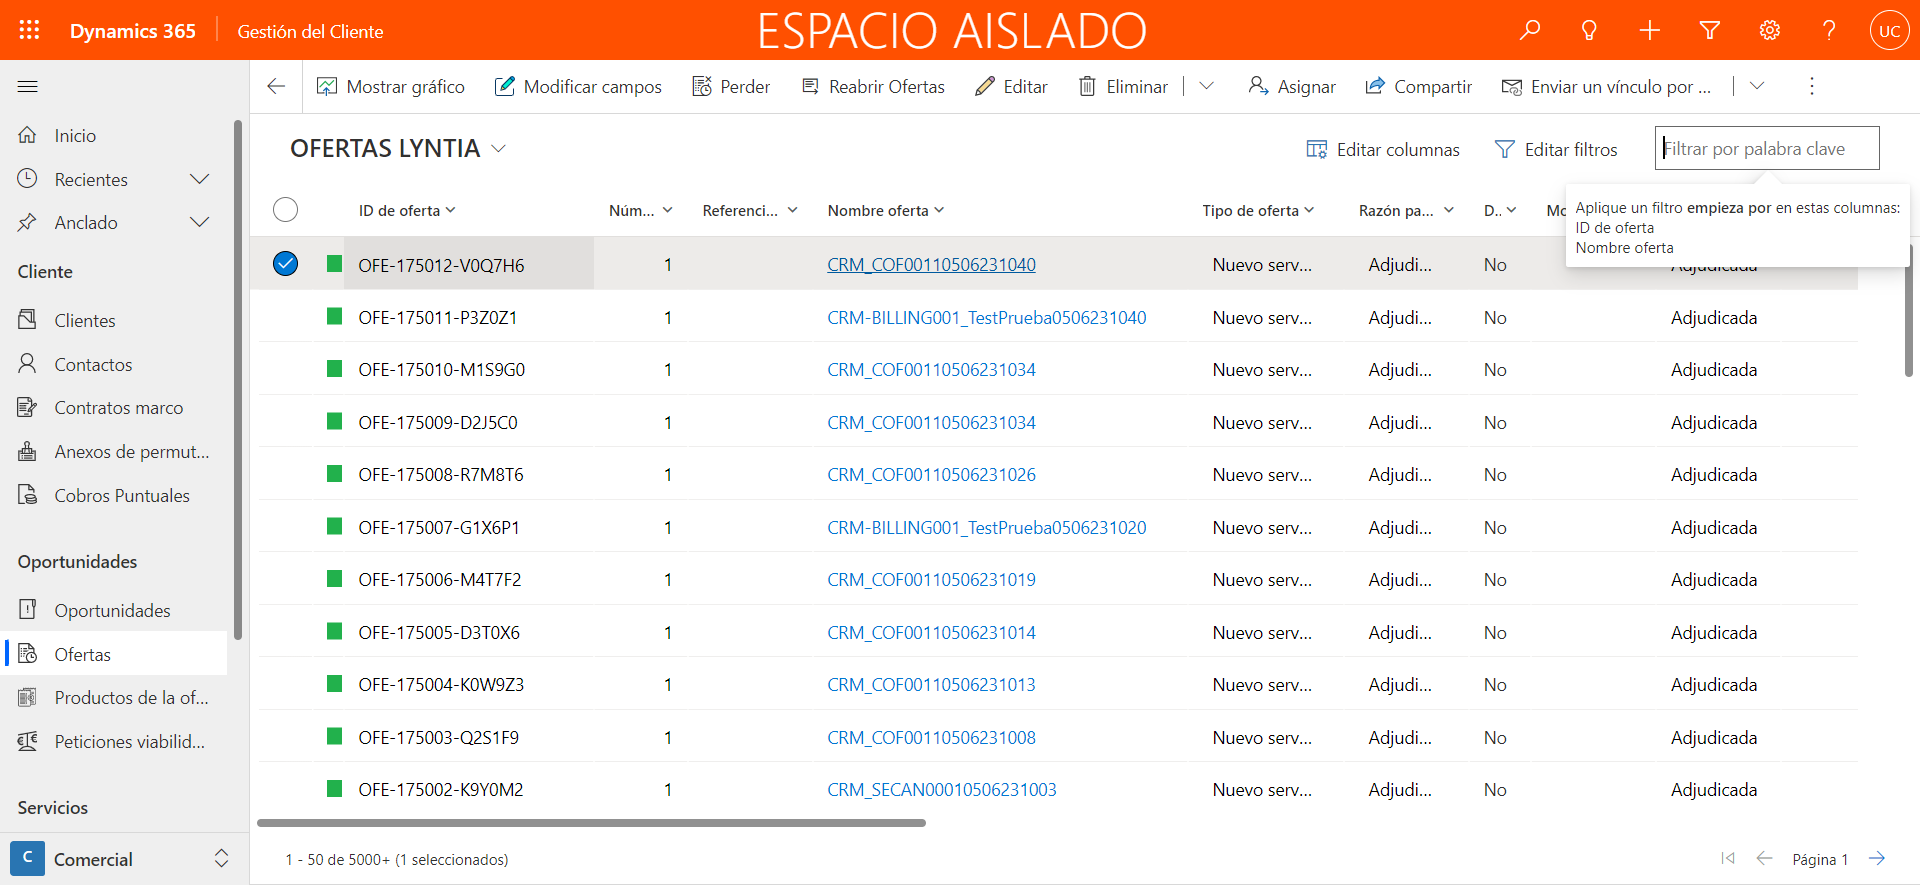 Dynamics 365 Gestión del Cliente ESPACIO AISLADO UC
Mostrar gráfico Modificar campos Perder Reabrir Ofertas Editar Eliminar Asignar Compartir Enviar un vínculo por ...
Inicio
Recientes
Anclado
Cliente
Clientes
Contactos
Contratos marco
Anexos de permut...
Cobros Puntuales
Oportunidades
Oportunidades
Ofertas
Productos de la of...
Peticiones viabilid...
Servicios
C Comercial
OFERTAS LYNTIA Editar columnas Editar filtros Filtrar por palabra clave
Aplique un filtro empieza por en estas columnas:
ID de oferta
Nombre oferta
ID de oferta Núm... Referenci... Nombre oferta Tipo de oferta Razón pa... D.. Mo
OFE-175012-V0Q7H6 1 CRM_COF00110506231040 Nuevo serv... Adjudi... No Adjudicada
OFE-175011-P3Z0Z1 1 CRM-BILLING001_TestPrueba0506231040 Nuevo serv... Adjudi... No Adjudicada
OFE-175010-M1S9G0 1 CRM_COF00110506231034 Nuevo serv... Adjudi... No Adjudicada
OFE-175009-D2J5C0 1 CRM_COF00110506231034 Nuevo serv... Adjudi... No Adjudicada
OFE-175008-R7M8T6 1 CRM_COF00110506231026 Nuevo serv... Adjudi... No Adjudicada
OFE-175007-G1X6P1 1 CRM-BILLING001_TestPrueba0506231020 Nuevo serv... Adjudi... No Adjudicada
OFE-175006-M4T7F2 1 CRM_COF00110506231019 Nuevo serv... Adjudi... No Adjudicada
OFE-175005-D3T0X6 1 CRM_COF00110506231014 Nuevo serv... Adjudi... No Adjudicada
OFE-175004-K0W9Z3 1 CRM_COF00110506231013 Nuevo serv... Adjudi... No Adjudicada
OFE-175003-Q2S1F9 1 CRM_COF00110506231008 Nuevo serv... Adjudi... No Adjudicada
OFE-175002-K9Y0M2 1 CRM_SECAN00010506231003 Nuevo serv... Adjudi... No Adjudicada
1 - 50 de 5000+ (1 seleccionados) Página 1